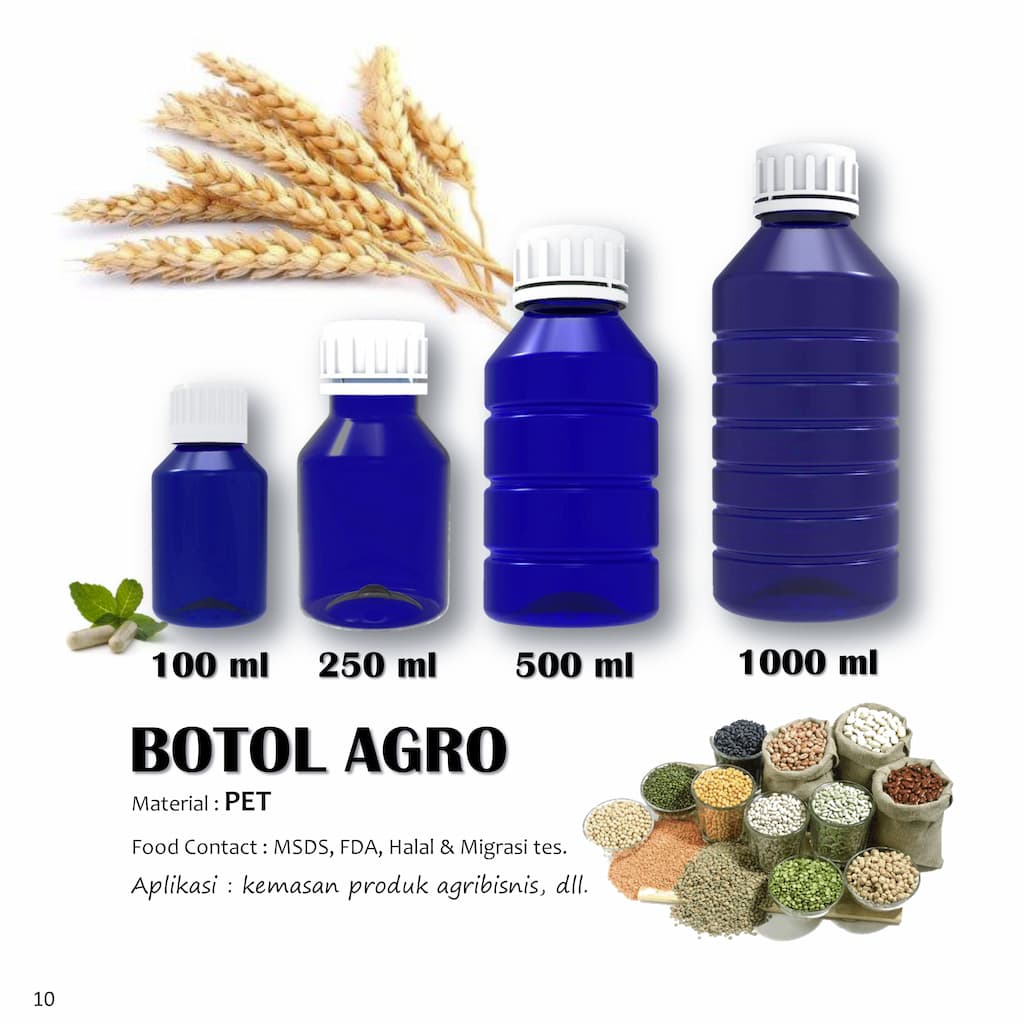 100 ml
250 ml
500 ml
1000 ml
BOTOL AGRO
Material : PET
Food Contact : MSDS, FDA, Halal & Migrasi tes.
Aplikasi : kemasan produk agribisnis, dll.
10